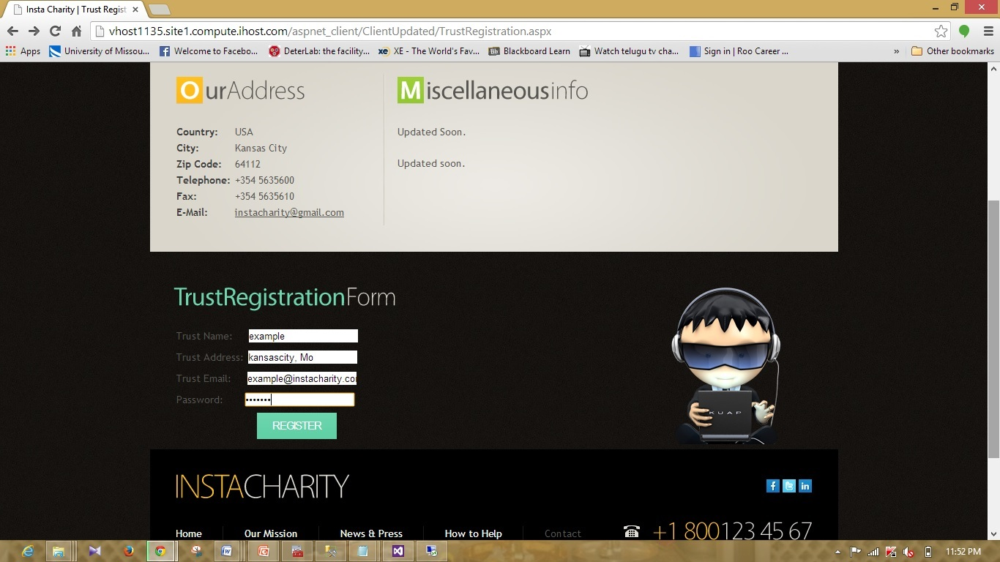 Insta Charity | Trust Regist
vhost1135.site1.compute.ihost.com/aspnet_client/ClientUpdated/TrustRegistration.aspx
Apps University of Missou... Welcome to Facebo... DeterLab: the facility... XE - The World's Fav... Bb Blackboard Learn Watch telugu tv cha... Sign in | Roo Career ... » Other bookmarks
OurAddress
Country: USA
City: Kansas City
Zip Code: 64112
Telephone: +354 5635600
Fax: +354 5635610
E-Mail: instacharity@gmail.com
Miscellaneousinfo
Updated Soon.
Updated soon.
TrustRegistrationForm
Trust Name: example
Trust Address: kansascity, Mo
Trust Email: example@instacharity.co
Password: •••••••
REGISTER
KUAP
INSTACHARITY
Home Our Mission News & Press How to Help Contact
+1 800123 45 67
11:52 PM